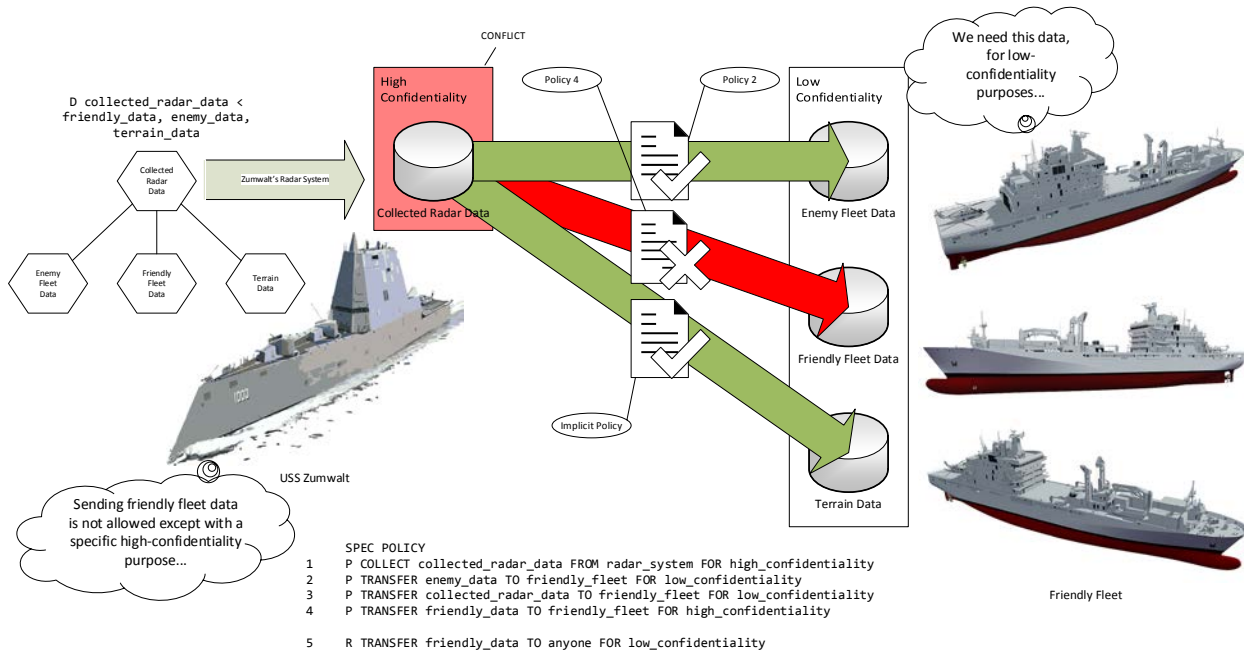 CONFLICT
We need this data,
for low-
confidentiality
purposes...
Policy 4
Policy 2
High
Confidentiality
Low
Confidentiality
D collected_radar_data <
friendly_data, enemy_data,
terrain_data
Collected
Radar
Data
Zumwalt's Radar System
Collected Radar Data
Enemy Fleet Data
Enemy
Fleet
Data
Friendly
Fleet
Data
Terrain
Data
Friendly Fleet Data
1000
Implicit Policy
USS Zumwalt
Terrain Data
Sending friendly fleet data
is not allowed except with a
specific high-confidentiality
purpose...
SPEC POLICY
1 P COLLECT collected_radar_data FROM radar_system FOR high_confidentiality
2 P TRANSFER enemy_data TO friendly_fleet FOR low_confidentiality
3 P TRANSFER collected_radar_data TO friendly_fleet FOR low_confidentiality
4 P TRANSFER friendly_data TO friendly_fleet FOR high_confidentiality
5 R TRANSFER friendly_data TO anyone FOR low_confidentiality
Friendly Fleet